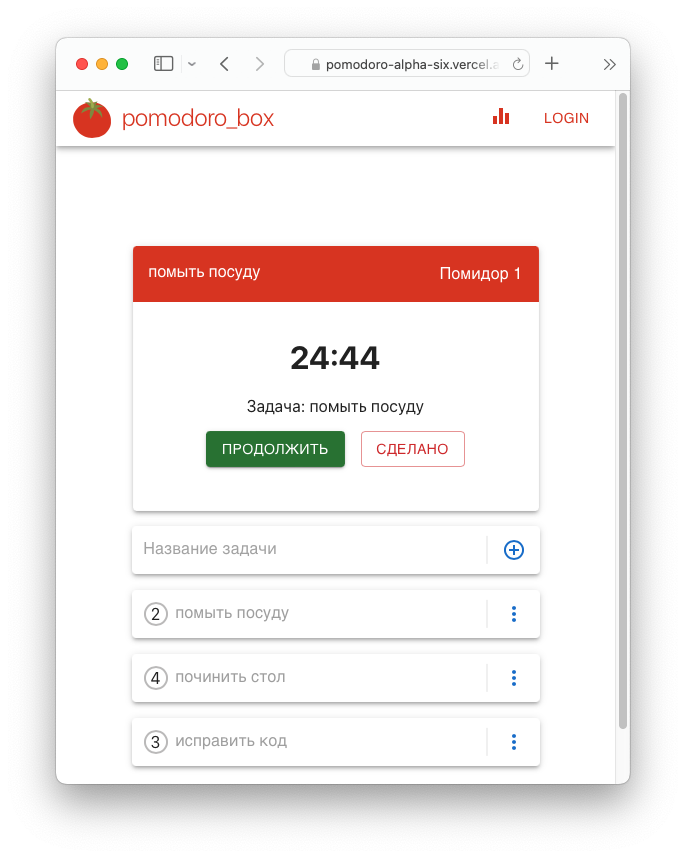 pomodoro-alpha-six.vercel.a
pomodoro_box
LOGIN
помыть посуду
Помидор 1
24:44
Задача: помыть посуду
ПРОДОЛЖИТЬ
СДЕЛАНО
Название задачи
2 помыть посуду
4 починить стол
3 исправить код